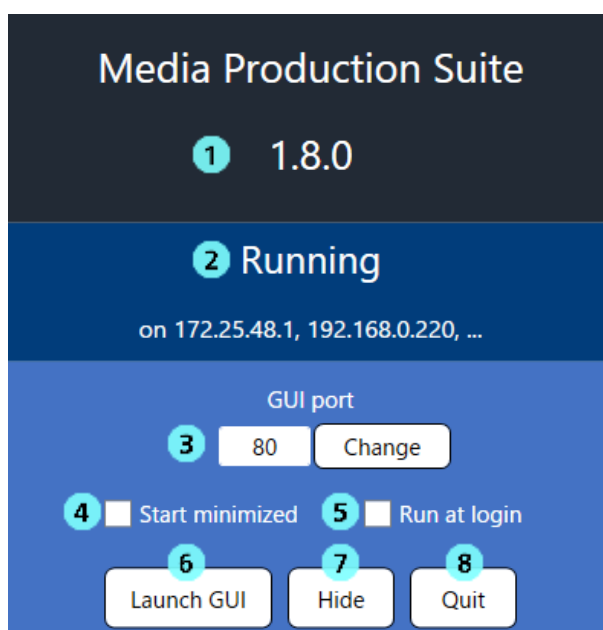 Media Production Suite
1 1.8.0
2 Running
on 172.25.48.1, 192.168.0.220, ...
GUI port
3 80 Change
4 Start minimized 5 Run at login
6 7 8
Launch GUI Hide Quit